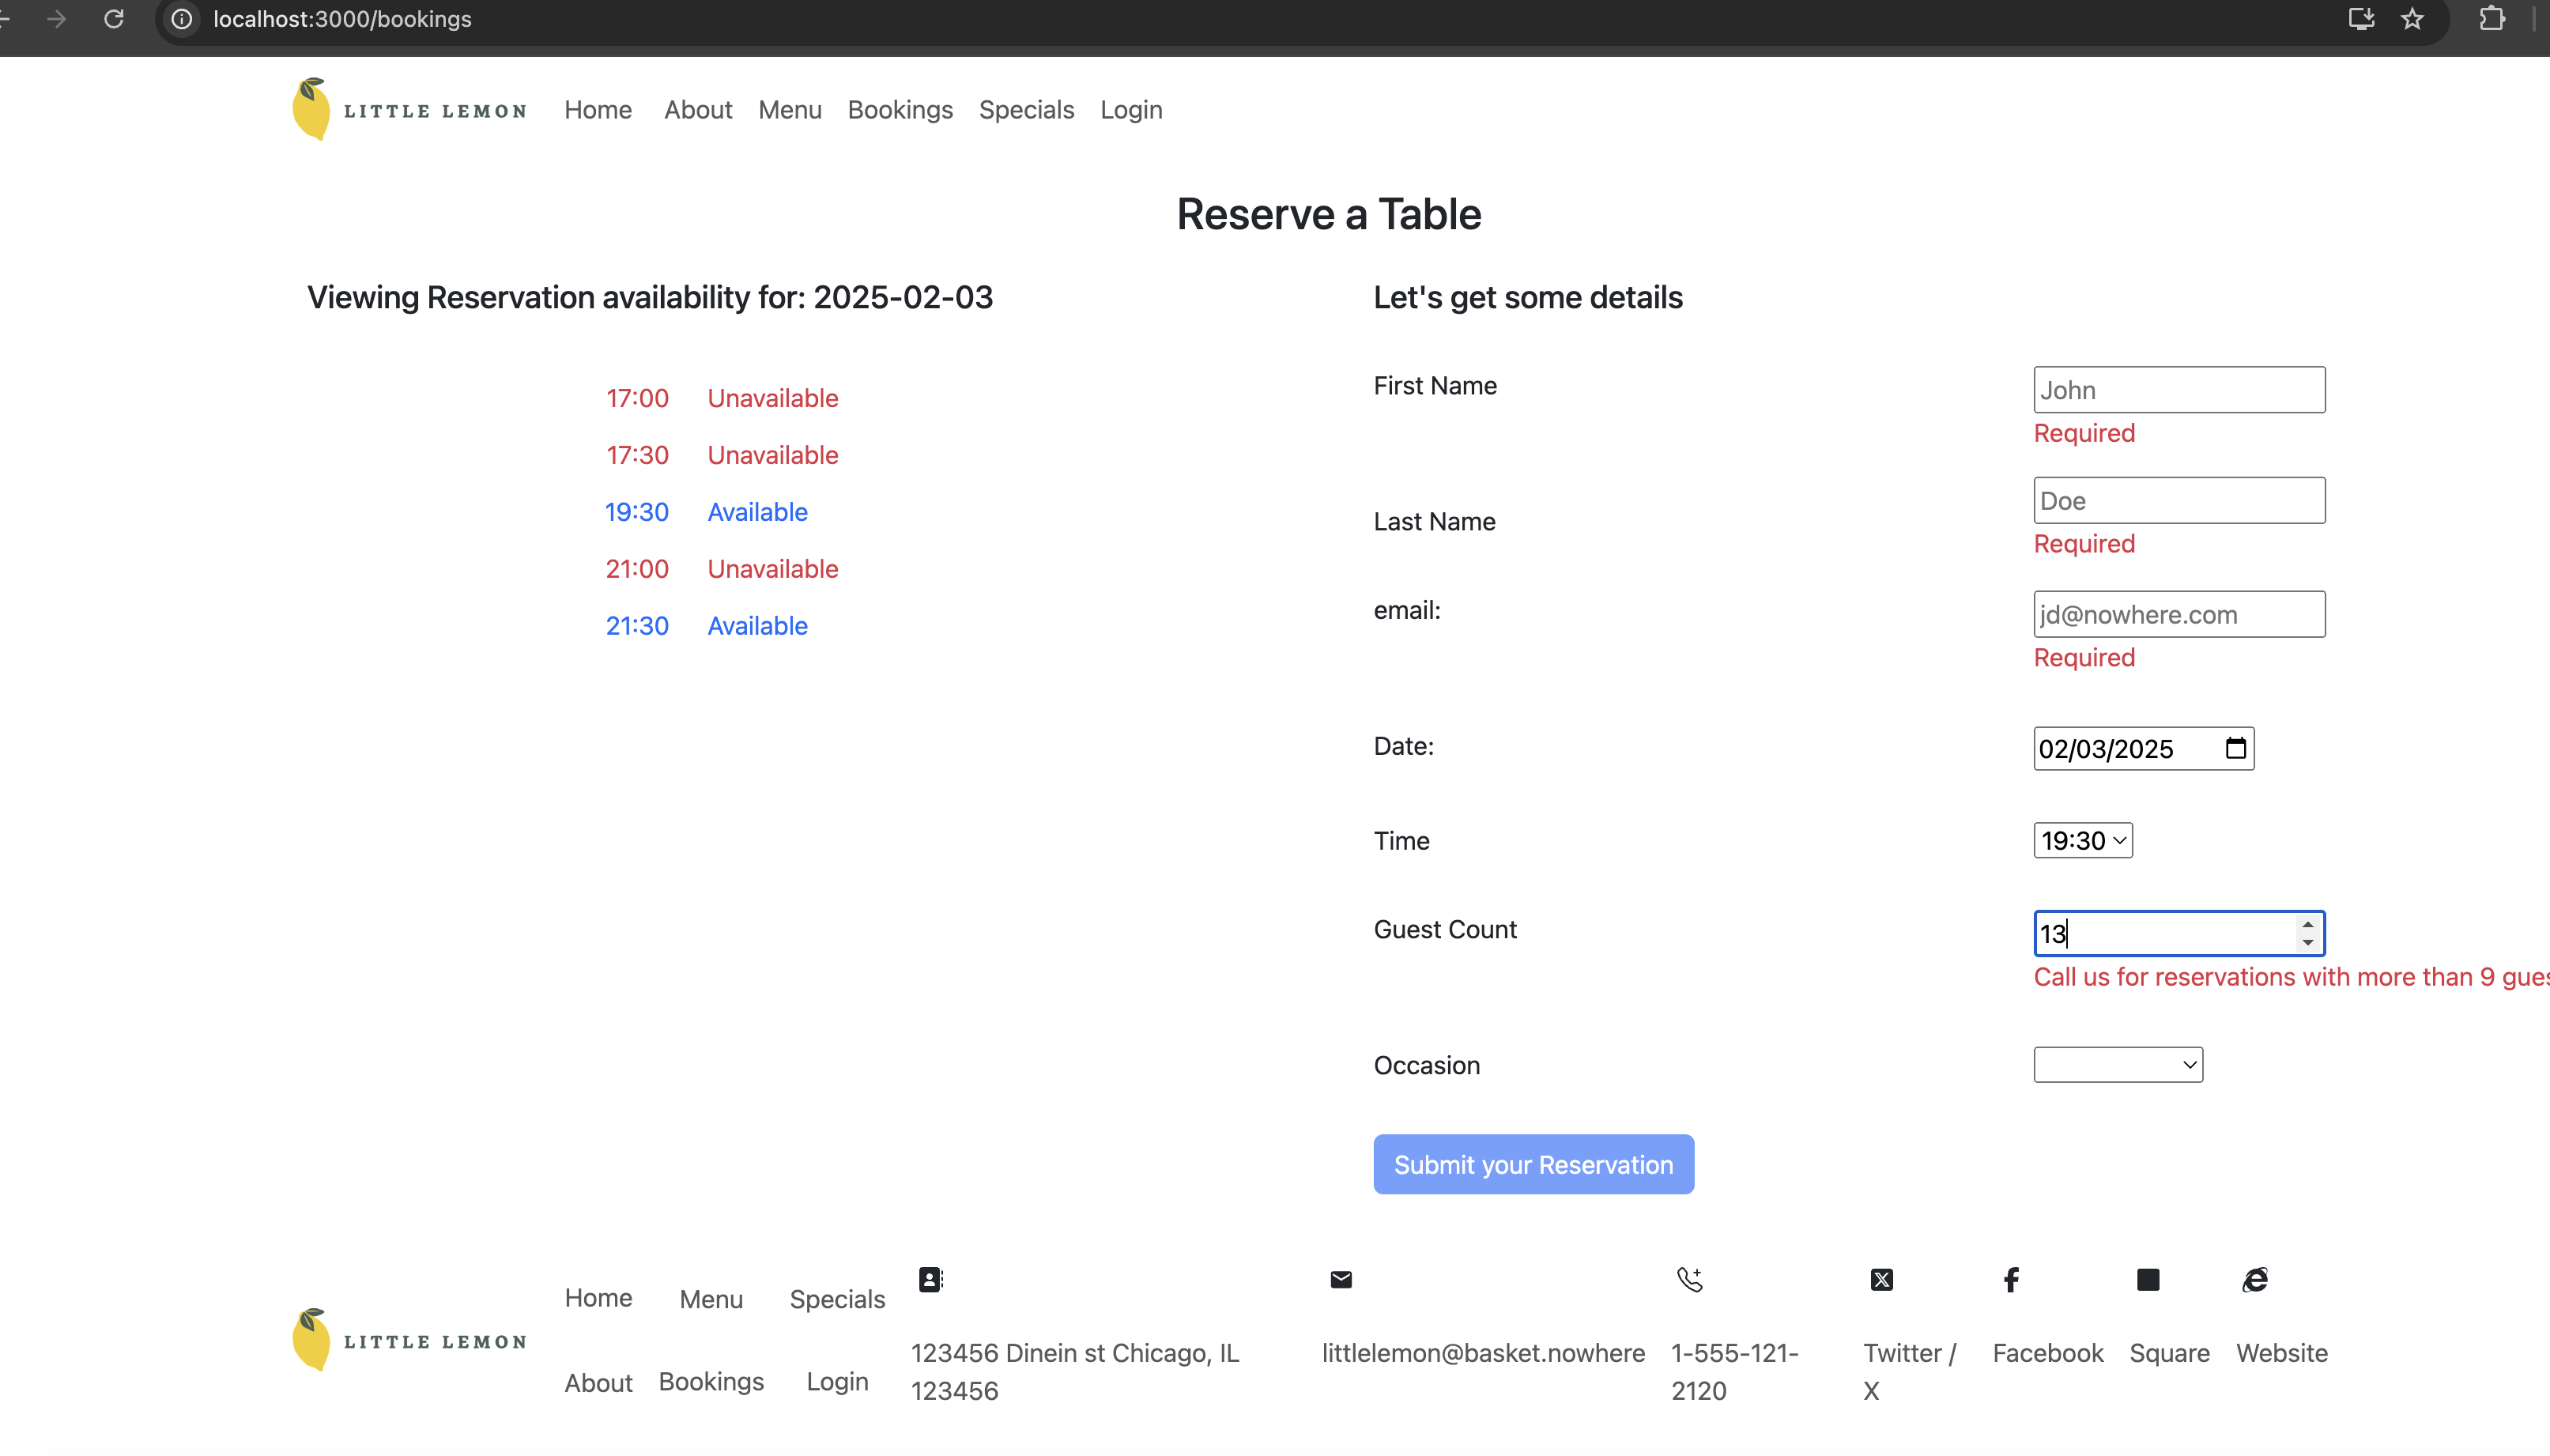 localhost:3000/bookings
LITTLE LEMON Home About Menu Bookings Specials Login
Reserve a Table
Viewing Reservation availability for: 2025-02-03
17:00 Unavailable
17:30 Unavailable
19:30 Available
21:00 Unavailable
21:30 Available
Let's get some details
First Name John
Required
Last Name Doe
Required
email: jd@nowhere.com
Required
Date: 02/03/2025
Time 19:30
Guest Count 13
Call us for reservations with more than 9 gues
Occasion
Submit your Reservation
LITTLE LEMON
Home Menu Specials
About Bookings Login
123456 Dinein st Chicago, IL
123456
littlelemon@basket.nowhere
1-555-121-
2120
Twitter /
X
Facebook
Square
Website